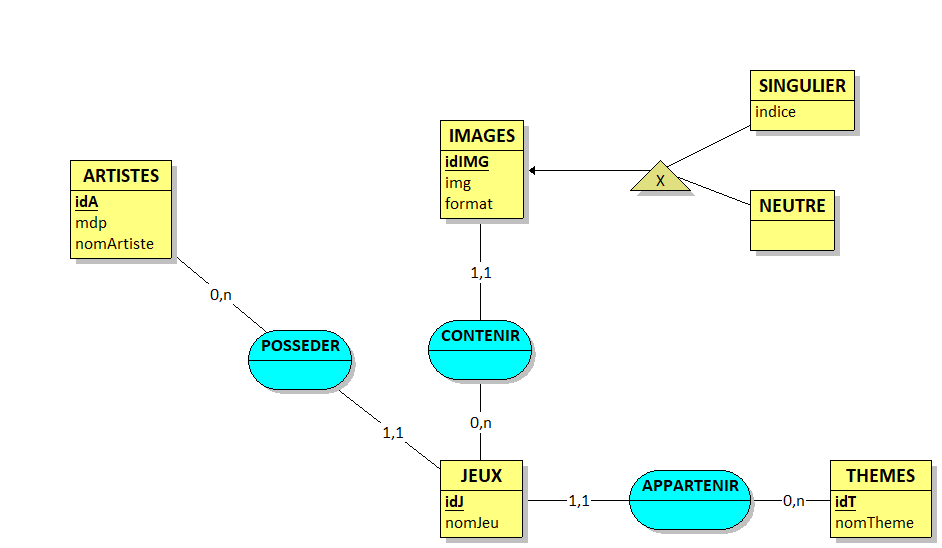 SINGULIER
indice
IMAGES
idIMG
img
format
X
ARTISTES
idA
mdp
nomArtiste
NEUTRE
0,n
1,1
POSSEDER
CONTENIR
1,1
0,n
JEUX
idJ
nomJeu
1,1
APPARTENIR
0,n
THEMES
idT
nomTheme